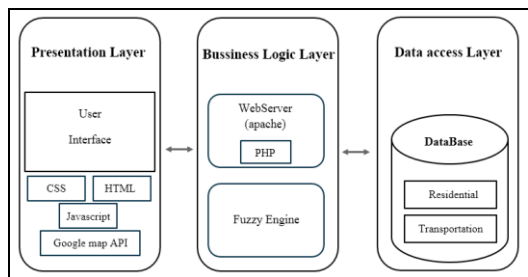 Presentation Layer
User
Interface
CSS
HTML
Javascript
Google map API
Bussiness Logic Layer
WebServer
(apache)
PHP
Fuzzy Engine
Data access Layer
DataBase
Residential
Transportation